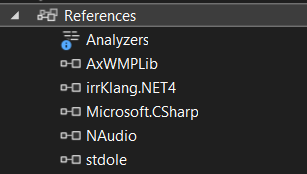 References
Analyzers
AxWMPLib
irrKlang.NET4
Microsoft.CSharp
NAudio
stdole